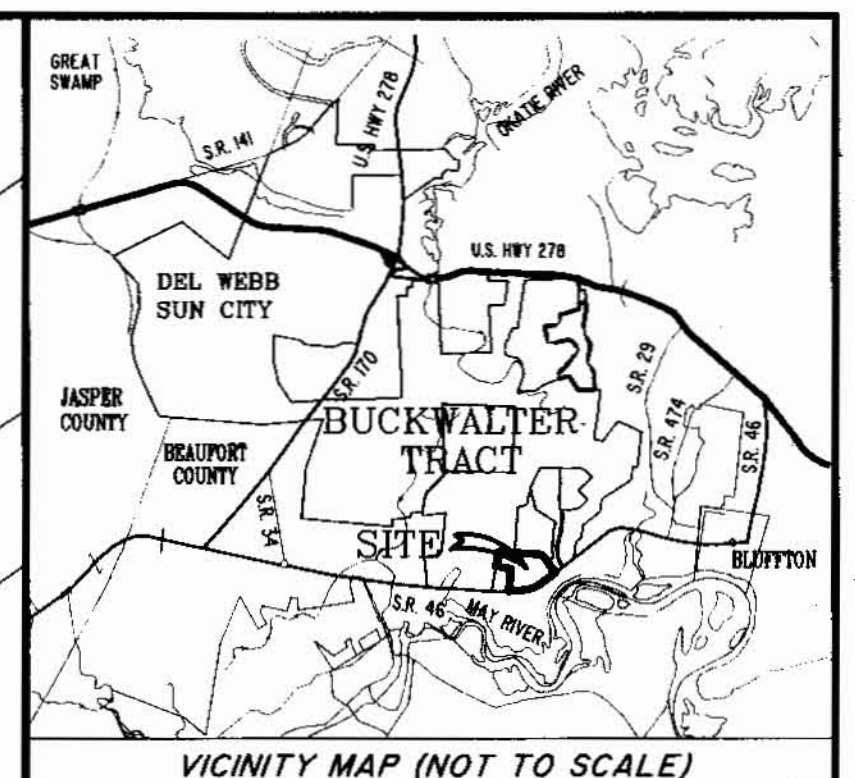 GREAT
SWAMP
S.R. 141
U.S. HWY 278
OKATIE RIVER
U.S. HWY 278
DEL WEBB
SUN CITY
S.R. 170
S.R. 29
S.R. 474
S.R. 46
JASPER
COUNTY
BEAUFORT
COUNTY
BUCKWALTER
TRACT
S.R. 34
SITE
BLUFFTON
S.R. 46
MAY RIVER
VICINITY MAP (NOT TO SCALE)